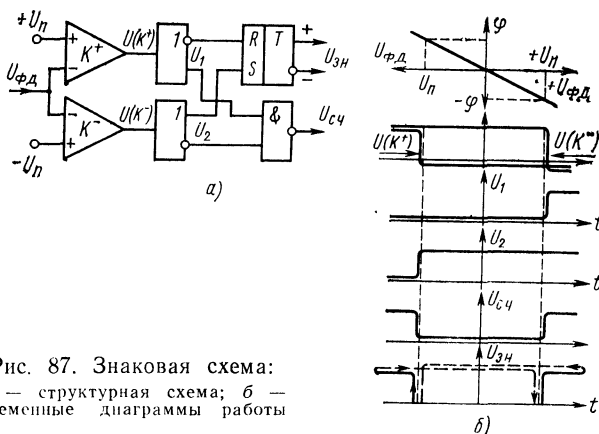 +Uп
K⁺
U(K⁺)
1
U₁
R T
S
+
Uзн
−
Uфд
+
−
−
+
K⁻
U(K⁻)
1
U₂
&
Uсч
−Uп
а)
φ
Uфд
Uп
+Uп
+Uфд
−φ
U(K⁺)
U(K⁻)
U₁
t
U₂
t
Uсч
t
Uзн
t
б)
ис. 87. Знаковая схема:
— структурная схема; б —
еменные диаграммы работы